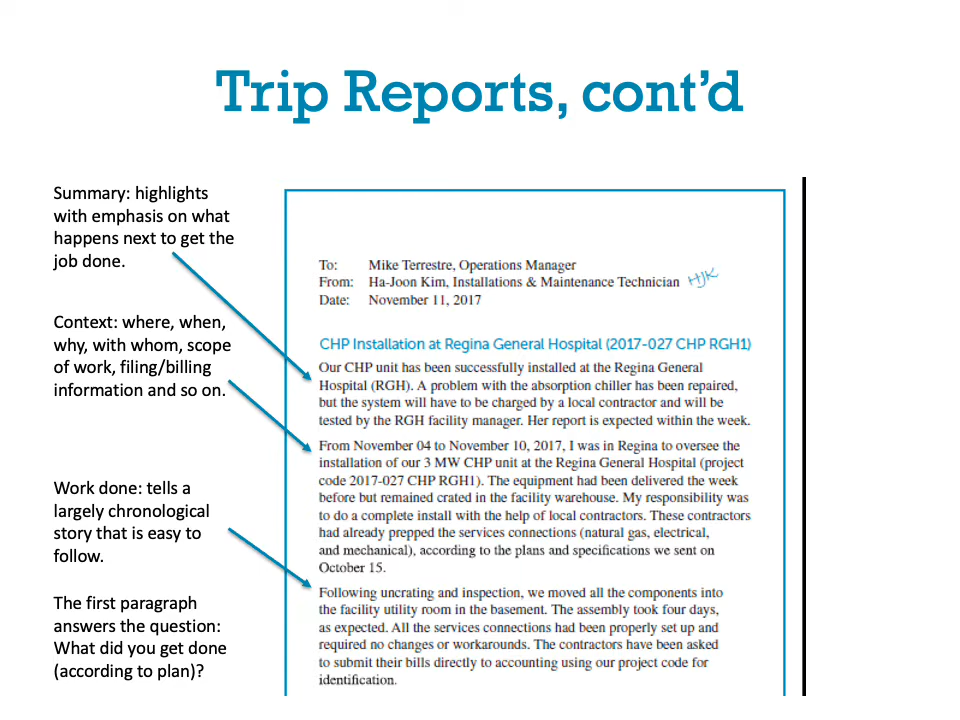 Trip Reports, cont’d
Summary: highlights
with emphasis on what
happens next to get the
job done.
Context: where, when,
why, with whom, scope
of work, filing/billing
information and so on.
Work done: tells a
largely chronological
story that is easy to
follow.
The first paragraph
answers the question:
What did you get done
(according to plan)?
To: Mike Terrestre, Operations Manager
From: Ha-Joon Kim, Installations & Maintenance Technician HJK
Date: November 11, 2017
CHP Installation at Regina General Hospital (2017-027 CHP RGH1)
Our CHP unit has been successfully installed at the Regina General
Hospital (RGH). A problem with the absorption chiller has been repaired,
but the system will have to be charged by a local contractor and will be
tested by the RGH facility manager. Her report is expected within the week.
From November 04 to November 10, 2017, I was in Regina to oversee the
installation of our 3 MW CHP unit at the Regina General Hospital (project
code 2017-027 CHP RGH1). The equipment had been delivered the week
before but remained crated in the facility warehouse. My responsibility was
to do a complete install with the help of local contractors. These contractors
had already prepped the services connections (natural gas, electrical,
and mechanical), according to the plans and specifications we sent on
October 15.
Following uncrating and inspection, we moved all the components into
the facility utility room in the basement. The assembly took four days,
as expected. All the services connections had been properly set up and
required no changes or workarounds. The contractors have been asked
to submit their bills directly to accounting using our project code for
identification.